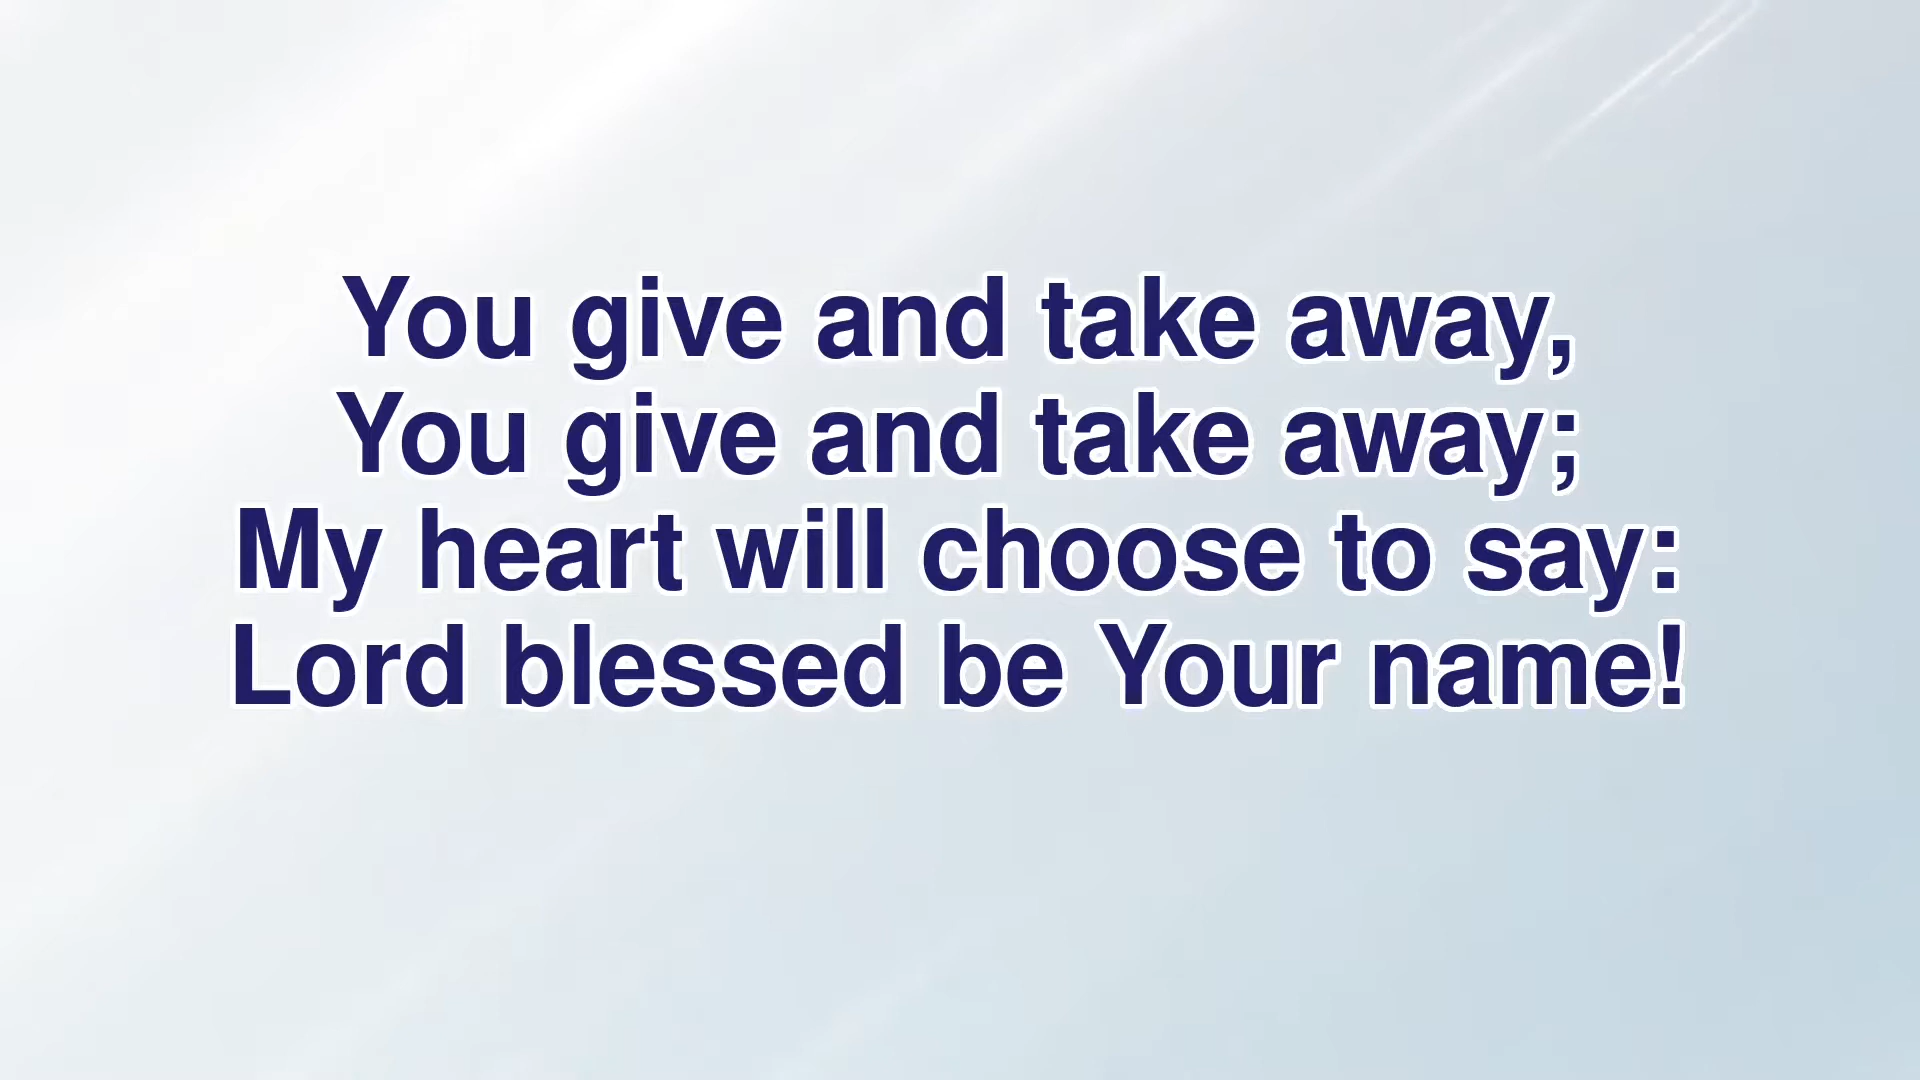 You give and take away,
You give and take away;
My heart will choose to say:
Lord blessed be Your name!